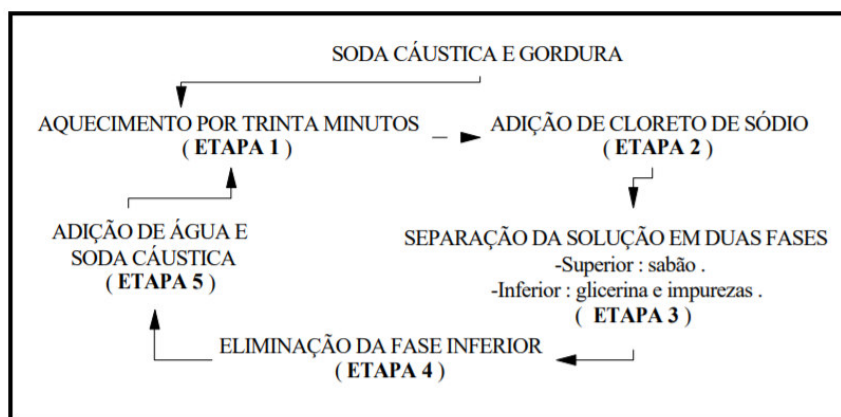 SODA CÁUSTICA E GORDURA
AQUECIMENTO POR TRINTA MINUTOS
( ETAPA 1 )
ADIÇÃO DE CLORETO DE SÓDIO
( ETAPA 2 )
SEPARAÇÃO DA SOLUÇÃO EM DUAS FASES
-Superior : sabão .
-Inferior : glicerina e impurezas .
( ETAPA 3 )
ELIMINAÇÃO DA FASE INFERIOR
( ETAPA 4 )
ADIÇÃO DE ÁGUA E
SODA CÁUSTICA
( ETAPA 5 )